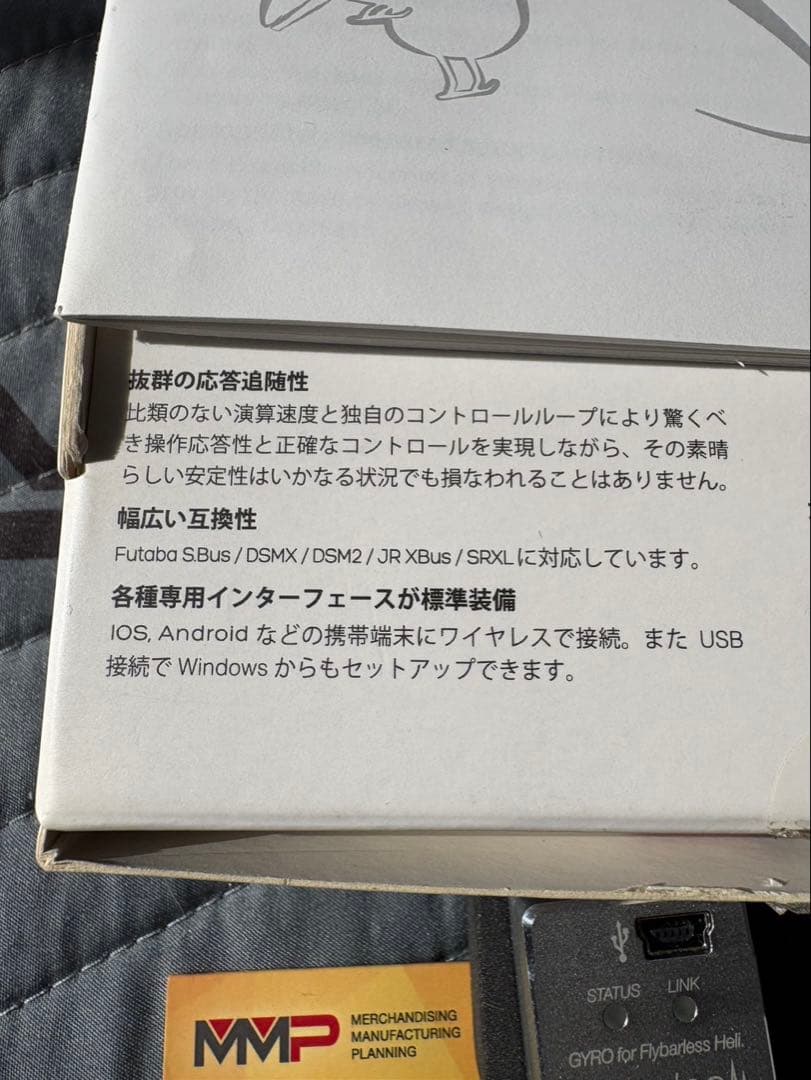 抜群の応答追随性
比類のない演算速度と独自のコントロールループにより驚くべ
き操作応答性と正確なコントロールを実現しながら、その素晴
らしい安定性はいかなる状況でも損なわれることはありません。
幅広い互換性
Futaba S.Bus / DSMX / DSM2 / JR XBus / SRXLに対応しています。
各種専用インターフェースが標準装備
IOS, Android などの携帯端末にワイヤレスで接続。また USB
接続で Windows からもセットアップできます。
MMP
MERCHANDISING
MANUFACTURING
PLANNING
STATUS LINK
GYRO for Flybarless Heli.